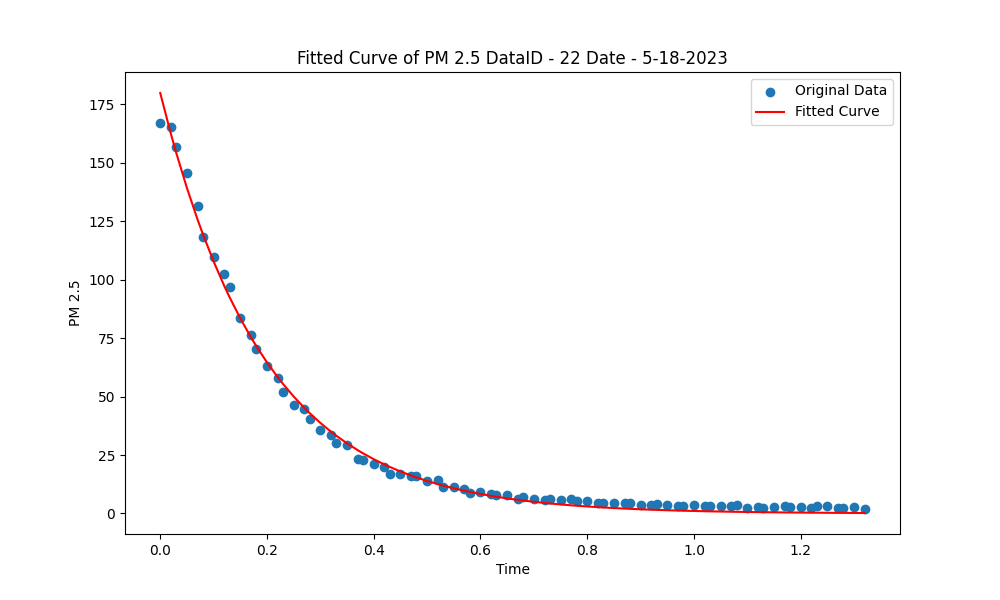 Fitted Curve of PM 2.5 DataID - 22 Date - 5-18-2023
Original Data
Fitted Curve
175
150
125
100
75
50
25
0
PM 2.5
0.0 0.2 0.4 0.6 0.8 1.0 1.2
Time